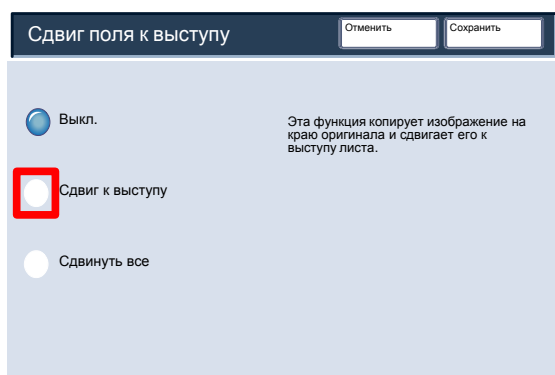 Сдвиг поля к выступу
Отменить
Сохранить
Выкл.
Эта функция копирует изображение на
краю оригинала и сдвигает его к
выступу листа.
Сдвиг к выступу
Сдвинуть все